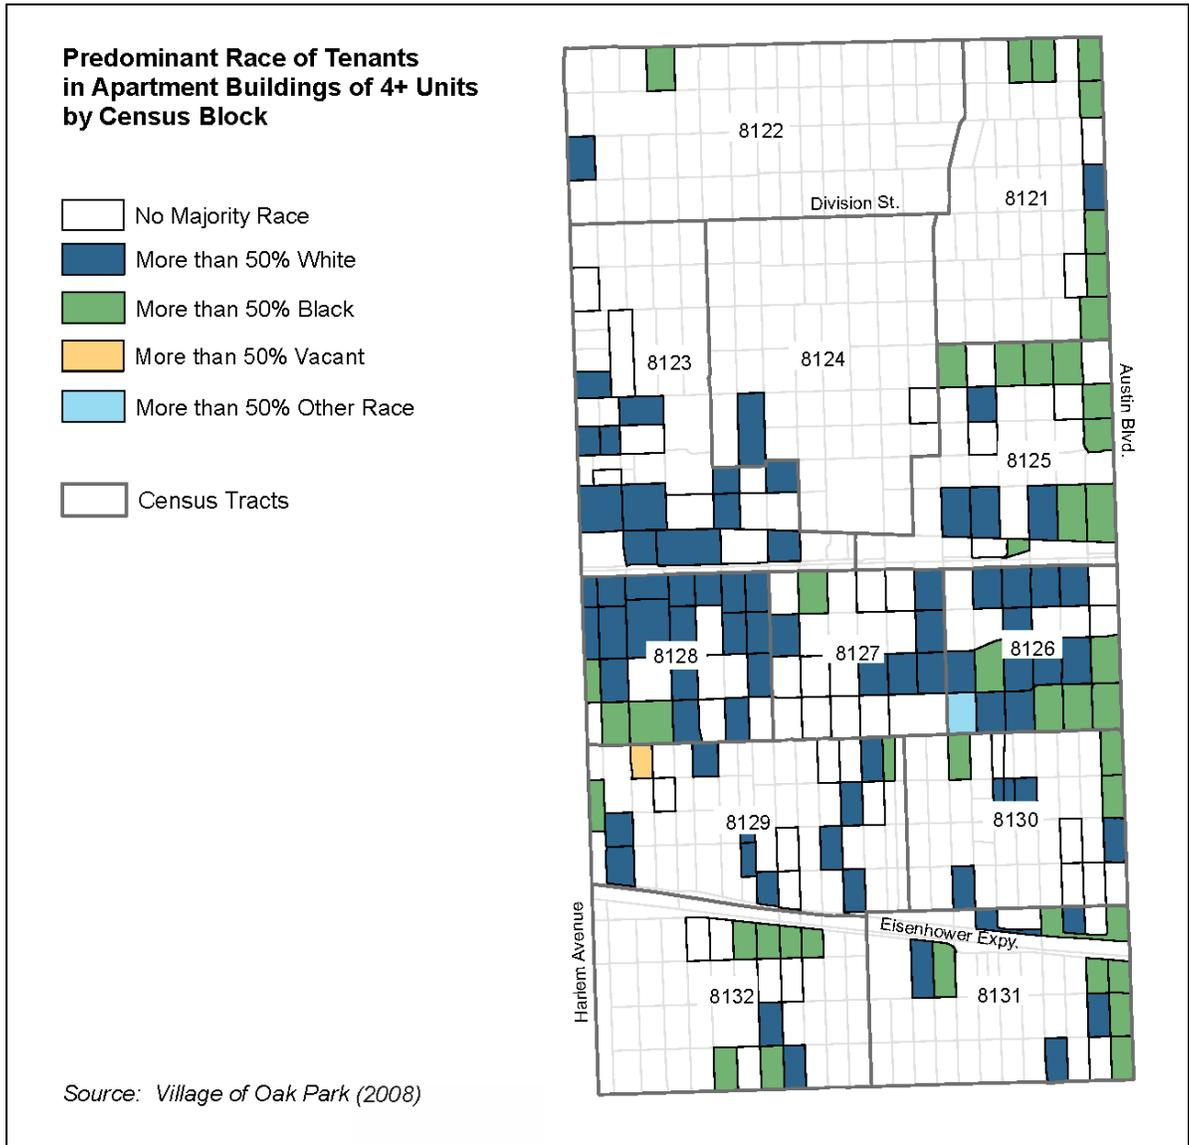 Predominant Race of Tenants
in Apartment Buildings of 4+ Units
by Census Block
No Majority Race
More than 50% White
More than 50% Black
More than 50% Vacant
More than 50% Other Race
Census Tracts
8122
Division St.
8121
8123
8124
Austin Blvd.
8125
8128
8127
8126
8129
8130
Harlem Avenue
Eisenhower Expy.
8132
8131
Source: Village of Oak Park (2008)